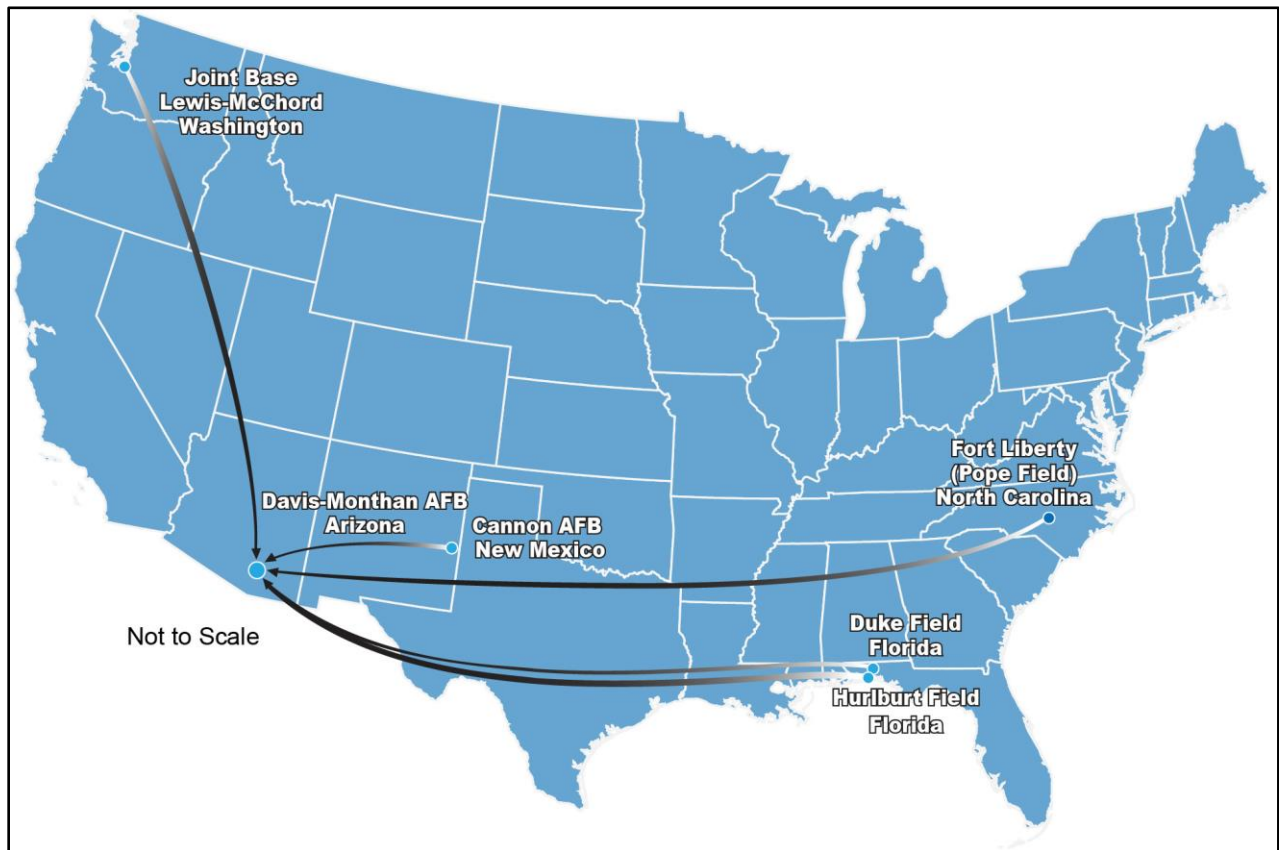 Joint Base
Lewis-McChord
Washington
Fort Liberty
(Pope Field)
North Carolina
Davis-Monthan AFB
Arizona
Cannon AFB
New Mexico
Not to Scale
Duke Field
Florida
Hurlburt Field
Florida